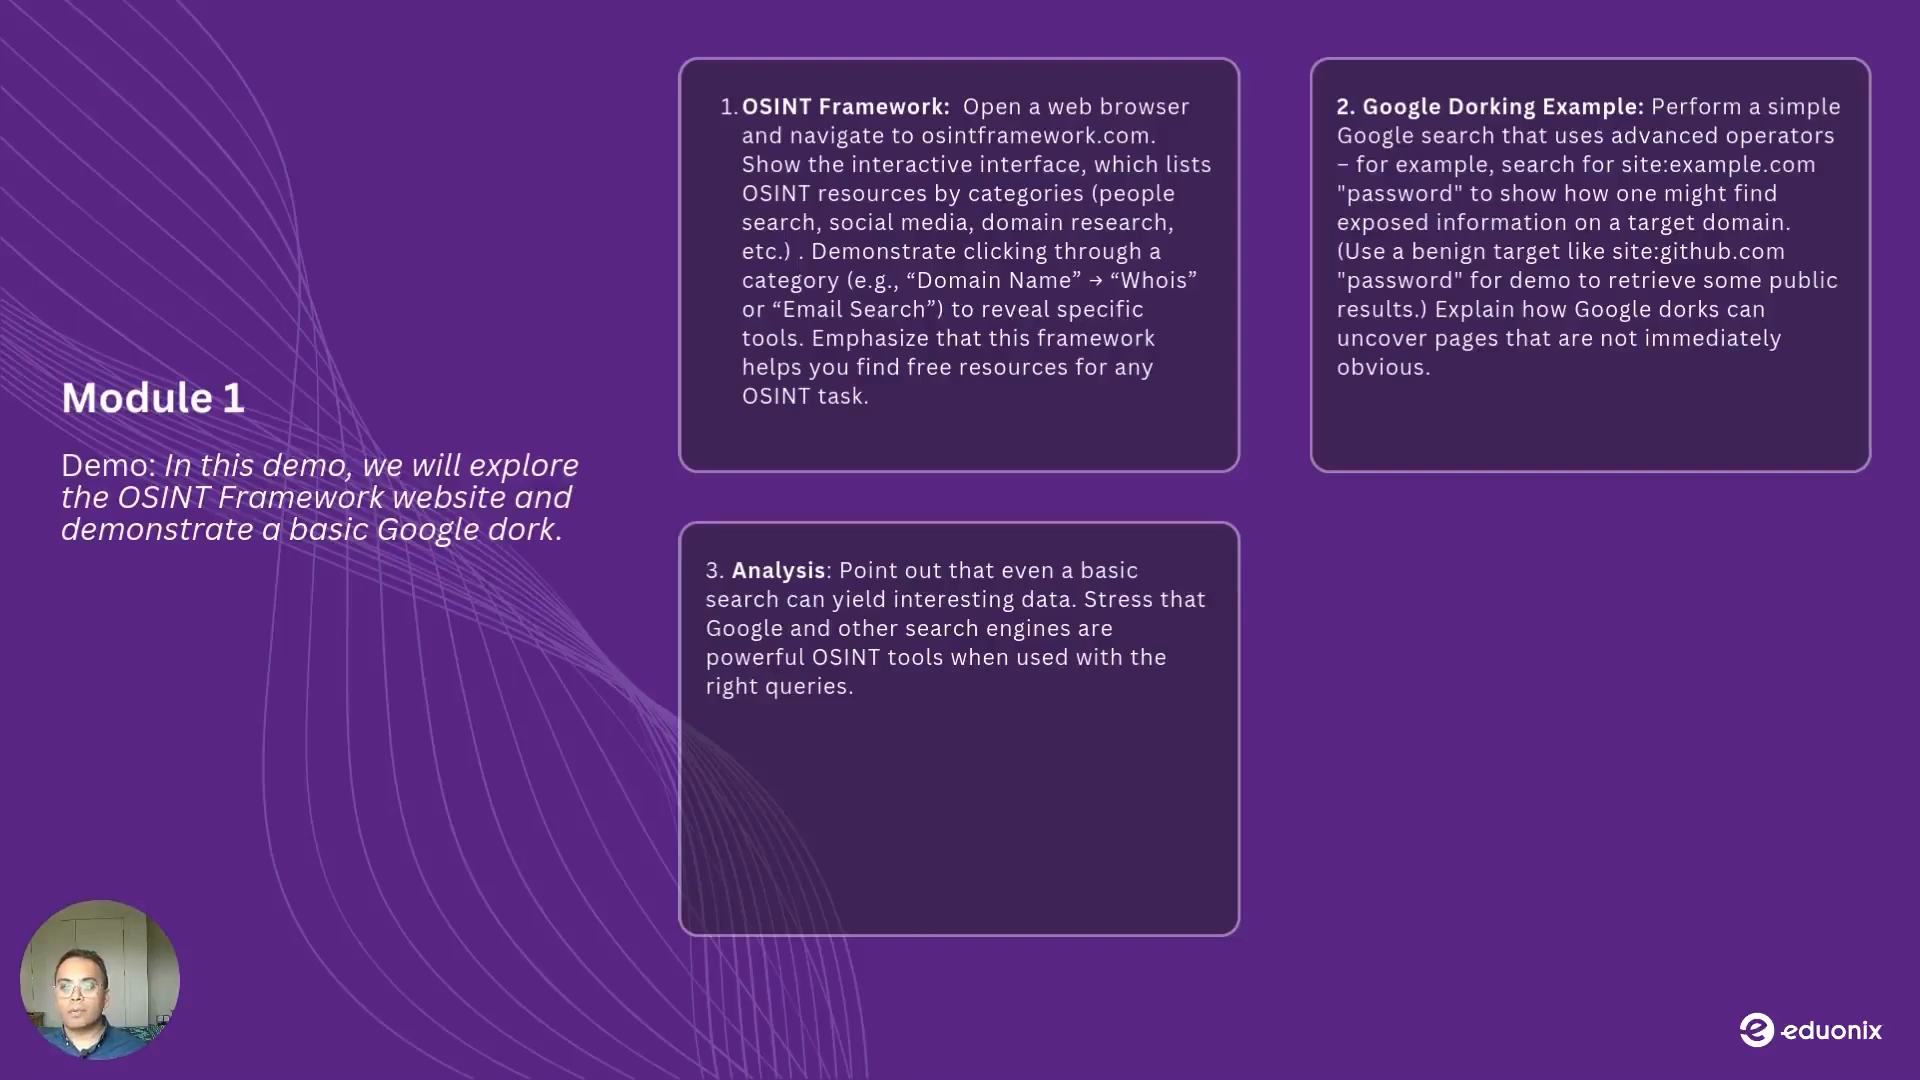 Module 1
Demo: In this demo, we will explore
the OSINT Framework website and
demonstrate a basic Google dork.
1. OSINT Framework:  Open a web browser
and navigate to osintframework.com.
Show the interactive interface, which lists
OSINT resources by categories (people
search, social media, domain research,
etc.) . Demonstrate clicking through a
category (e.g., “Domain Name” → “Whois”
or “Email Search”) to reveal specific
tools. Emphasize that this framework
helps you find free resources for any
OSINT task.
2. Google Dorking Example: Perform a simple
Google search that uses advanced operators
– for example, search for site:example.com
"password" to show how one might find
exposed information on a target domain.
(Use a benign target like site:github.com
"password" for demo to retrieve some public
results.) Explain how Google dorks can
uncover pages that are not immediately
obvious.
3. Analysis: Point out that even a basic
search can yield interesting data. Stress that
Google and other search engines are
powerful OSINT tools when used with the
right queries.
eduonix